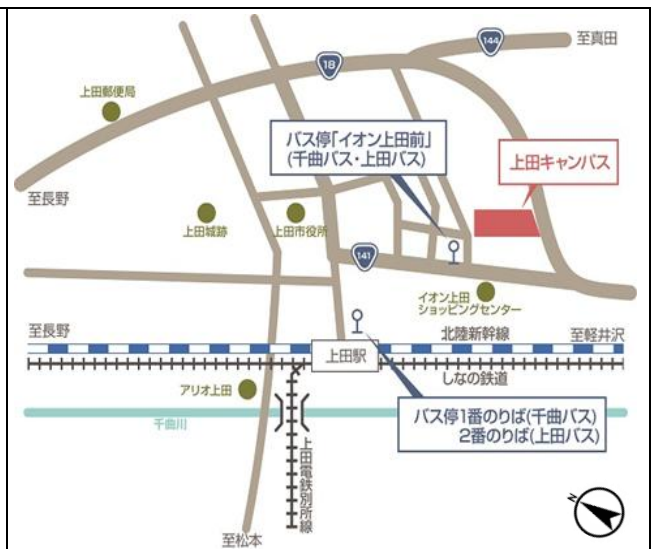 144
至真田
18
上田郵便局
バス停「イオン上田前」
(千曲バス・上田バス)
上田キャンパス
至長野
上田城跡
上田市役所
141
イオン上田
ショッピングセンター
至長野
北陸新幹線
至軽井沢
上田駅
しなの鉄道
アリオ上田
千曲川
バス停1番のりば(千曲バス)
2番のりば(上田バス)
上田電鉄別所線
至松本
N